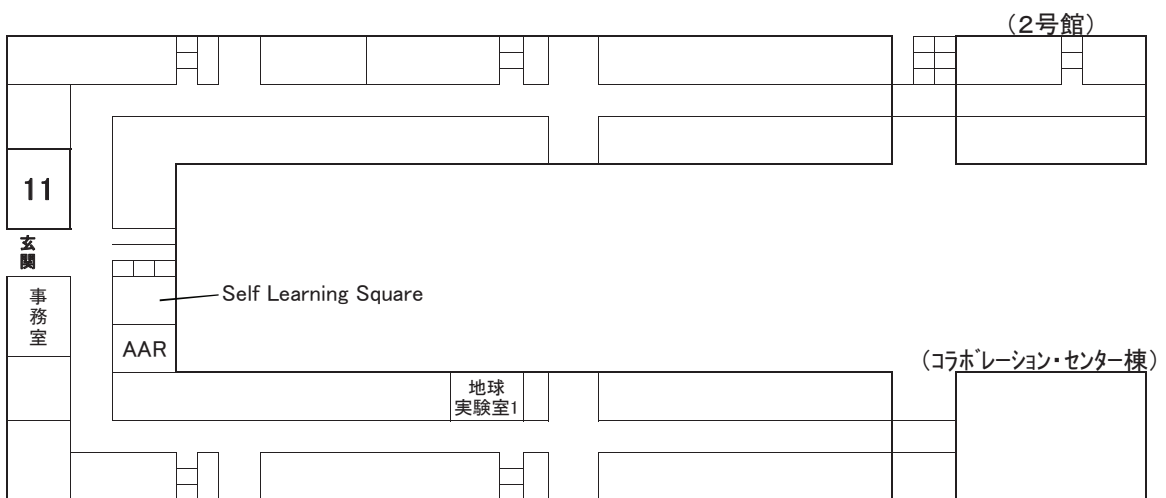 (2号館)
11
玄
関
事
務
室
Self Learning Square
AAR
(コラボレーション・センター棟)
地球
実験室1